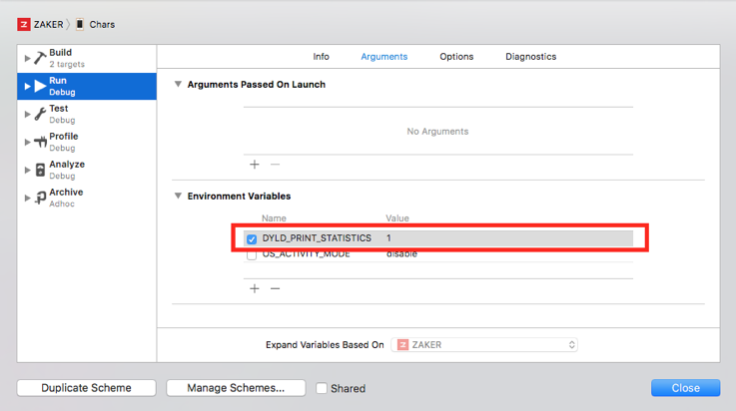 ZAKER 〉 Chars
Build
2 targets
Run
Debug
Test
Debug
Profile
Debug
Analyze
Debug
Archive
Adhoc
Info Arguments Options Diagnostics
Arguments Passed On Launch
No Arguments
Environment Variables
Name Value
DYLD_PRINT_STATISTICS 1
OS_ACTIVITY_MODE disable
Expand Variables Based On ZAKER
Duplicate Scheme Manage Schemes... Shared Close